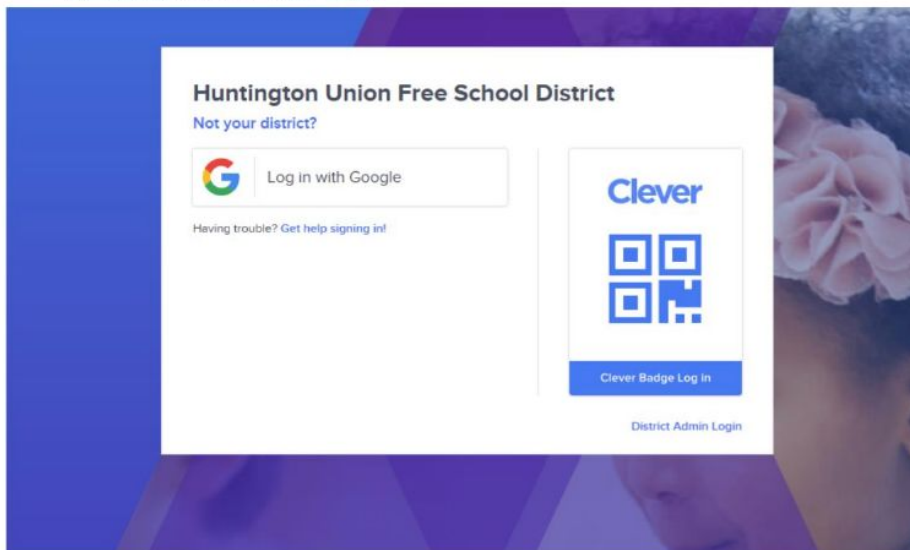 Huntington Union Free School District
Not your district?
Log in with Google
Having trouble? Get help signing in!
Clever
Clever Badge Log in
District Admin Login